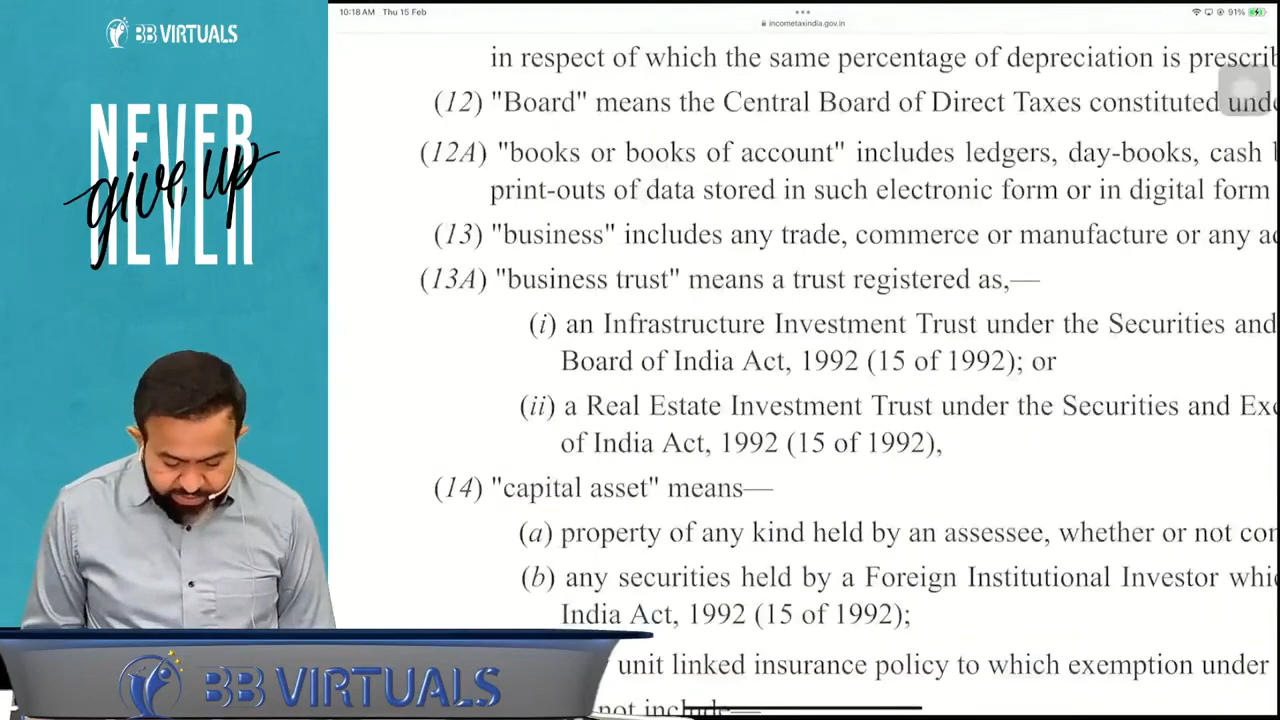 10:18 AM Thu 15 Feb
incometaxindia.gov.in
91%
BB VIRTUALS
NEVER
give up
NEVER
in respect of which the same percentage of depreciation is
(12) "Board" means the Central Board of Direct Taxes constituted
(12A) "books or books of account" includes ledgers, day-books, cash
print-outs of data stored in such electronic form or in digital form
(13) "business" includes any trade, commerce or manufacture or any
(13A) "business trust" means a trust registered as,—
(i) an Infrastructure Investment Trust under the Securities and
Board of India Act, 1992 (15 of 1992); or
(ii) a Real Estate Investment Trust under the Securities and
of India Act, 1992 (15 of 1992),
(14) "capital asset" means—
(a) property of any kind held by an assessee, whether or not
(b) any securities held by a Foreign Institutional Investor
India Act, 1992 (15 of 1992);
unit linked insurance policy to which exemption under
not include—
BB VIRTUALS